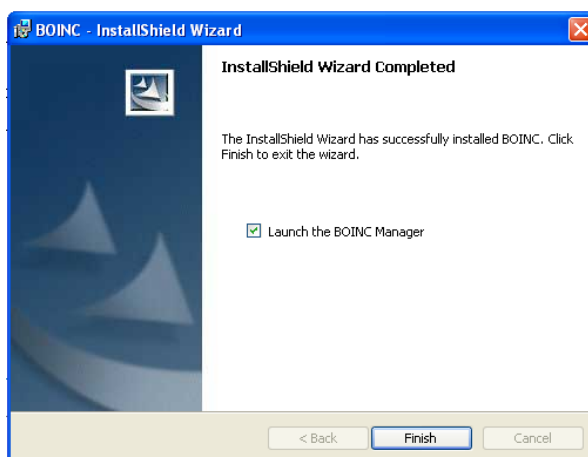 BOINC - InstallShield Wizard
InstallShield Wizard Completed
The InstallShield Wizard has successfully installed BOINC. Click
Finish to exit the wizard.
Launch the BOINC Manager
< Back
Finish
Cancel